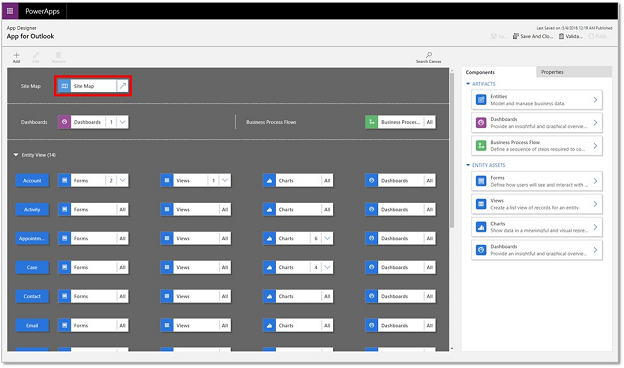 PowerApps
App Designer
App for Outlook
Last Saved on :5/4/2018 12:19 AM Published
Save And Clo...
Valida...
Add
Search Canvas
Site Map
Site Map
Dashboards
Dashboards 1
Business Process Flows
Business Proces... All
Entity View (14)
Account
Forms 2
Views 1
Charts All
Dashboards All
Activity
Forms All
Views All
Charts All
Dashboards All
Appointm...
Forms All
Views All
Charts 6
Dashboards All
Case
Forms All
Views All
Charts 4
Dashboards All
Contact
Forms All
Views All
Charts All
Dashboards All
Email
Forms All
Views All
Charts All
Dashboards All
Components
Properties
ARTIFACTS
Entities
Model and manage business data.
Dashboards
Provide an insightful and graphical overvie...
Business Process Flow
Define a sequence of steps required to co...
ENTITY ASSETS
Forms
Define how users will see and interact with ...
Views
Create a list view of records for an entity.
Charts
Show data in a meaningful and visual repre...
Dashboards
Provide an insightful and graphical overvie...